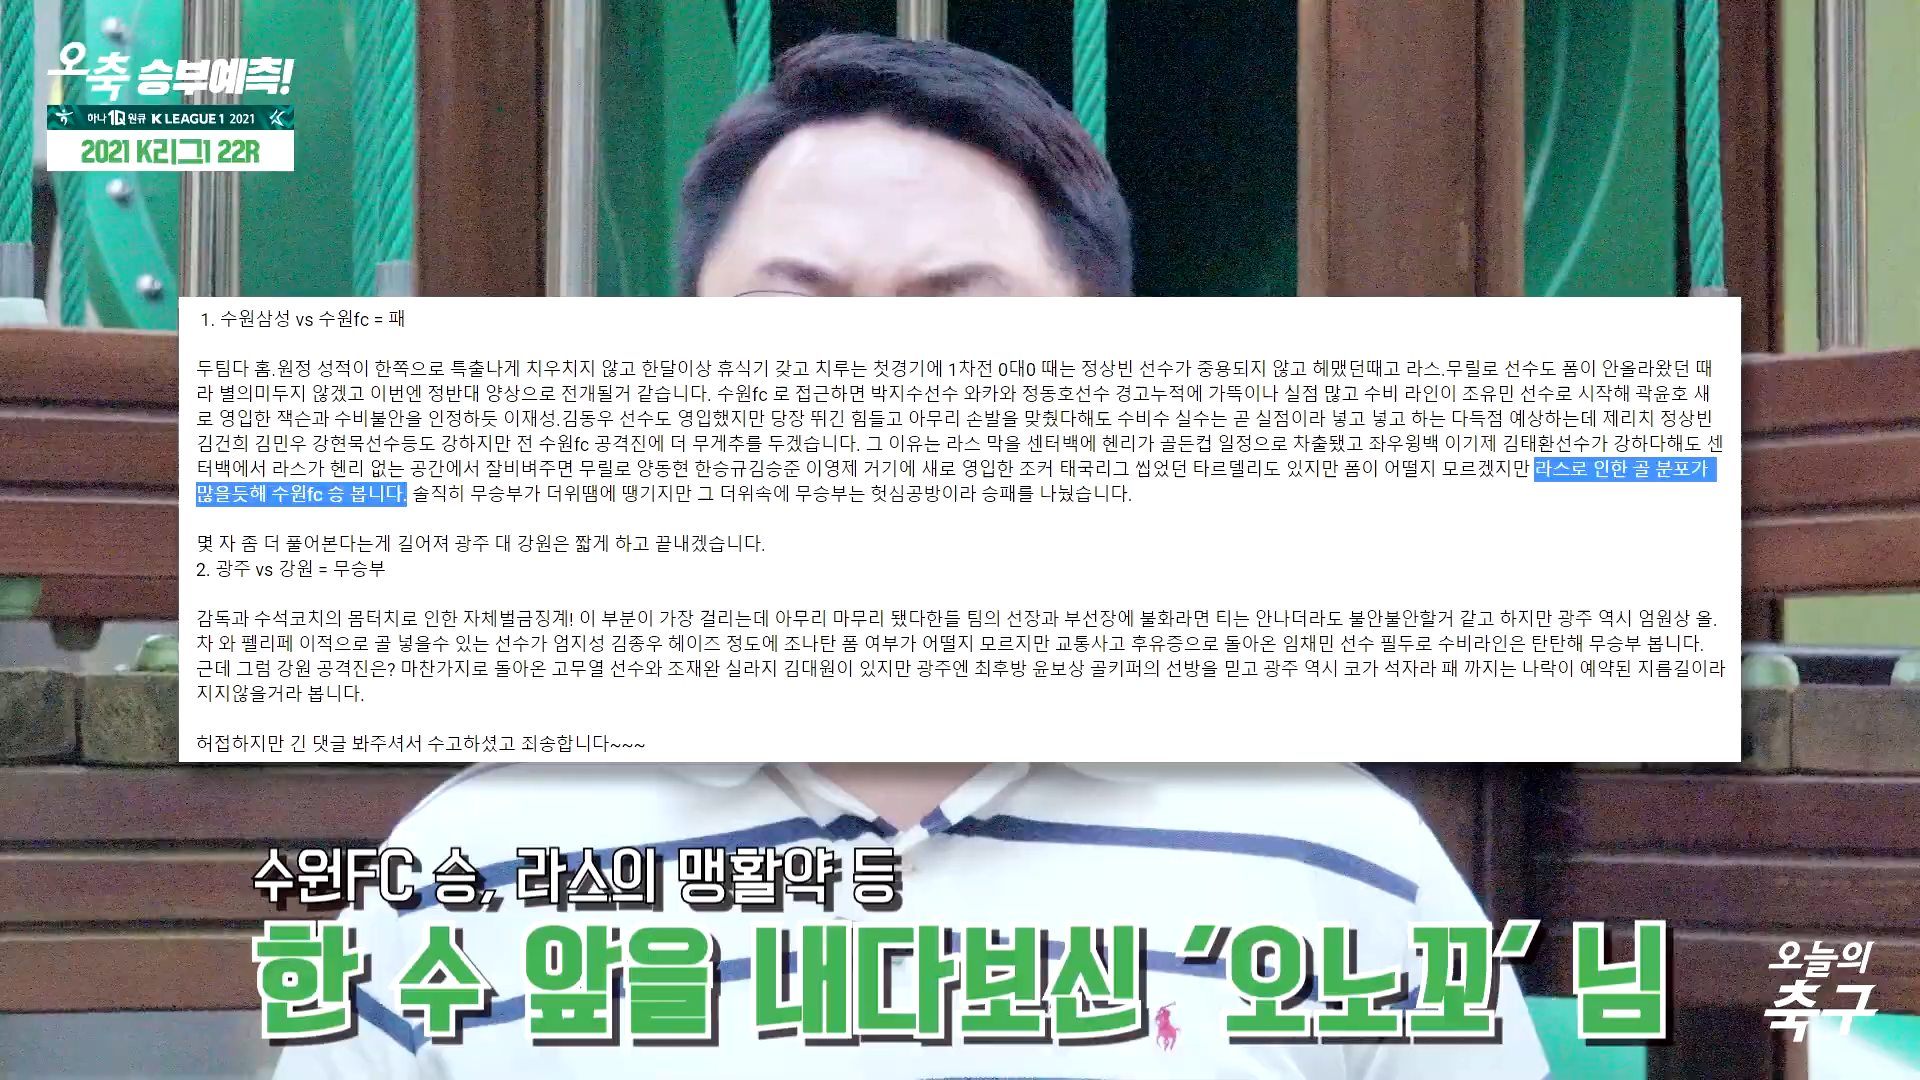 오축 승부예측!
하나 1Q 원큐 K LEAGUE 1 2021
2021 K리그1 22R
1. 수원삼성 vs 수원fc = 패
두팀다 홈.원정 성적이 한쪽으로 특출나게 치우치지 않고 한달이상 휴식기 갖고 치루는 첫경기에 1차전 0대0 때는 정상빈 선수가 중용되지 않고 헤맸던때고 라스.무릴로 선수도 폼이 안올라왔던 때
라 별의미두지 않겠고 이번엔 정반대 양상으로 전개될거 같습니다. 수원fc 로 접근하면 박지수선수 와카와 정동호선수 경고누적에 가뜩이나 실점 많고 수비 라인이 조유민 선수로 시작해 곽윤호 새
로 영입한 잭슨과 수비불안을 인정하듯 이재성.김동우 선수도 영입했지만 당장 뛰긴 힘들고 아무리 손발을 맞췄다해도 수비수 실수는 곧 실점이라 넣고 넣고 하는 다득점 예상하는데 제리치 정상빈
김건희 김민우 강현묵선수등도 강하지만 전 수원fc 공격진에 더 무게추를 두겠습니다. 그 이유는 라스 막을 센터백에 헨리가 골든컵 일정으로 차출됐고 좌우윙백 이기제 김태환선수가 강하다해도 센
터백에서 라스가 헨리 없는 공간에서 잘비벼주면 무릴로 양동현 한승규김승준 이영제 거기에 새로 영입한 조커 태국리그 씹었던 타르델리도 있지만 폼이 어떨지 모르겠지만 라스로 인한 골 분포가
많을듯해 수원fc 승 봅니다. 솔직히 무승부가 더위땜에 땡기지만 그 더위속에 무승부는 헛심공방이라 승패를 나눴습니다.
몇 자 좀 더 풀어본다는게 길어져 광주 대 강원은 짧게 하고 끝내겠습니다.
2. 광주 vs 강원 = 무승부
감독과 수석코치의 몸터치로 인한 자체벌금징계! 이 부분이 가장 걸리는데 아무리 마무리 됐다한들 팀의 선장과 부선장에 불화라면 티는 안나더라도 불안불안할거 같고 하지만 광주 역시 엄원상 올.
차 와 펠리페 이적으로 골 넣을수 있는 선수가 엄지성 김종우 헤이즈 정도에 조나탄 폼 여부가 어떨지 모르지만 교통사고 후유증으로 돌아온 임채민 선수 필두로 수비라인은 탄탄해 무승부 봅니다.
근데 그럼 강원 공격진은? 마찬가지로 돌아온 고무열 선수와 조재완 실라지 김대원이 있지만 광주엔 최후방 윤보상 골키퍼의 선방을 믿고 광주 역시 코가 석자라 패 까지는 나락이 예약된 지름길이라
지지않을거라 봅니다.
허접하지만 긴 댓글 봐주셔서 수고하셨고 죄송합니다~~~
수원FC 승, 라스의 맹활약 등
한 수 앞을 내다보신 '오노꼬' 님
오늘의
축구